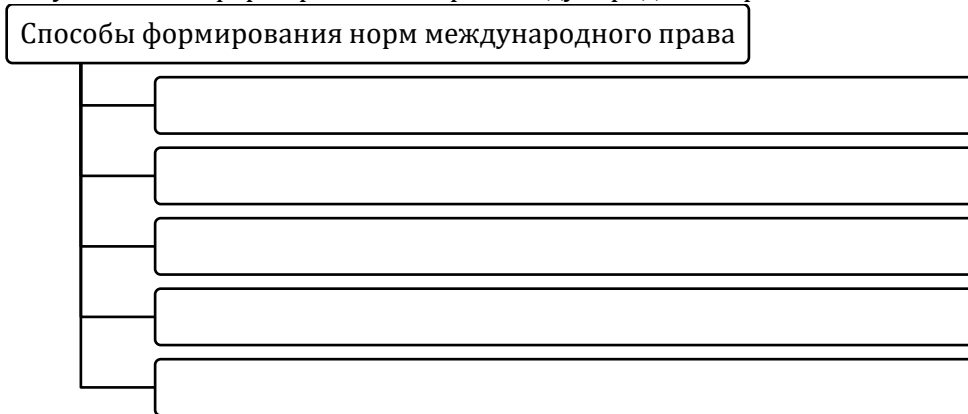 Способы формирования норм международного права